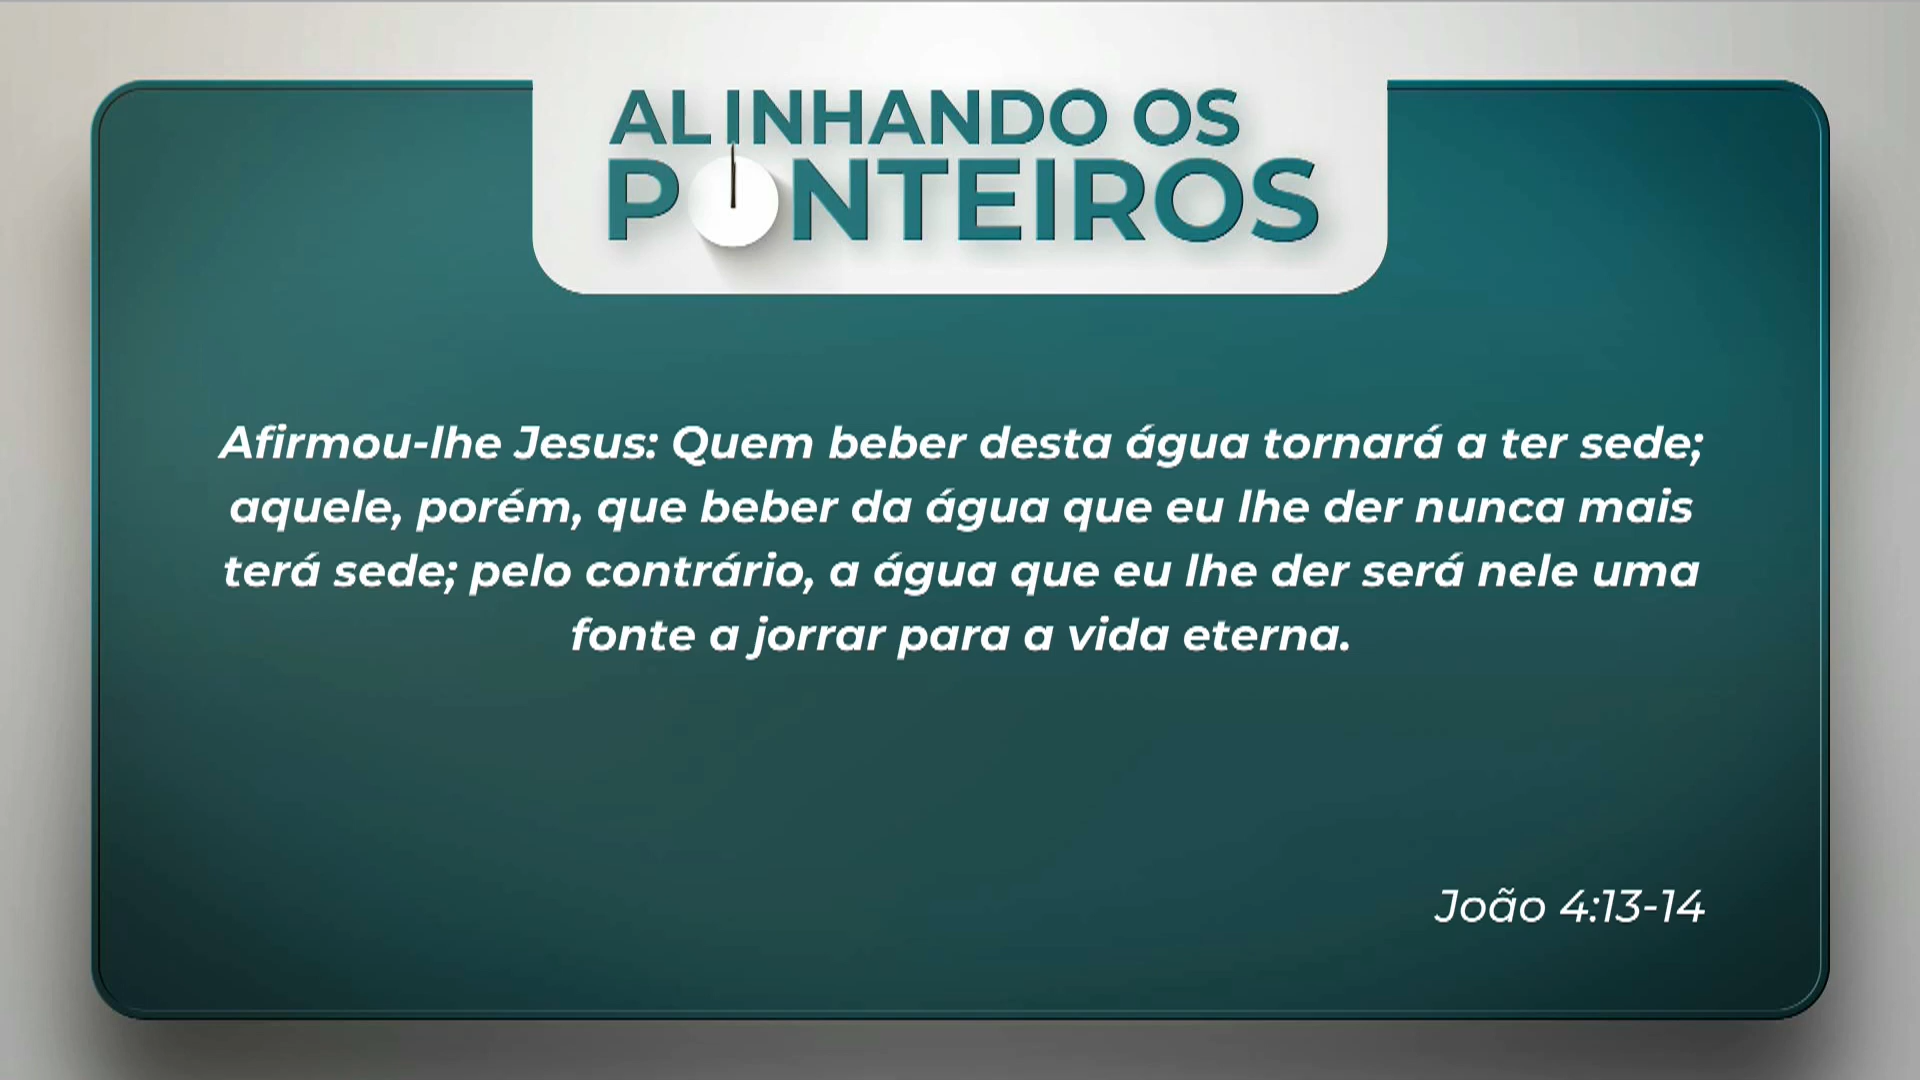 ALINHANDO OS
PONTEIROS
Afirmou-lhe Jesus: Quem beber desta água tornará a ter sede;
aquele, porém, que beber da água que eu lhe der nunca mais
terá sede; pelo contrário, a água que eu lhe der será nele uma
fonte a jorrar para a vida eterna.
João 4:13-14